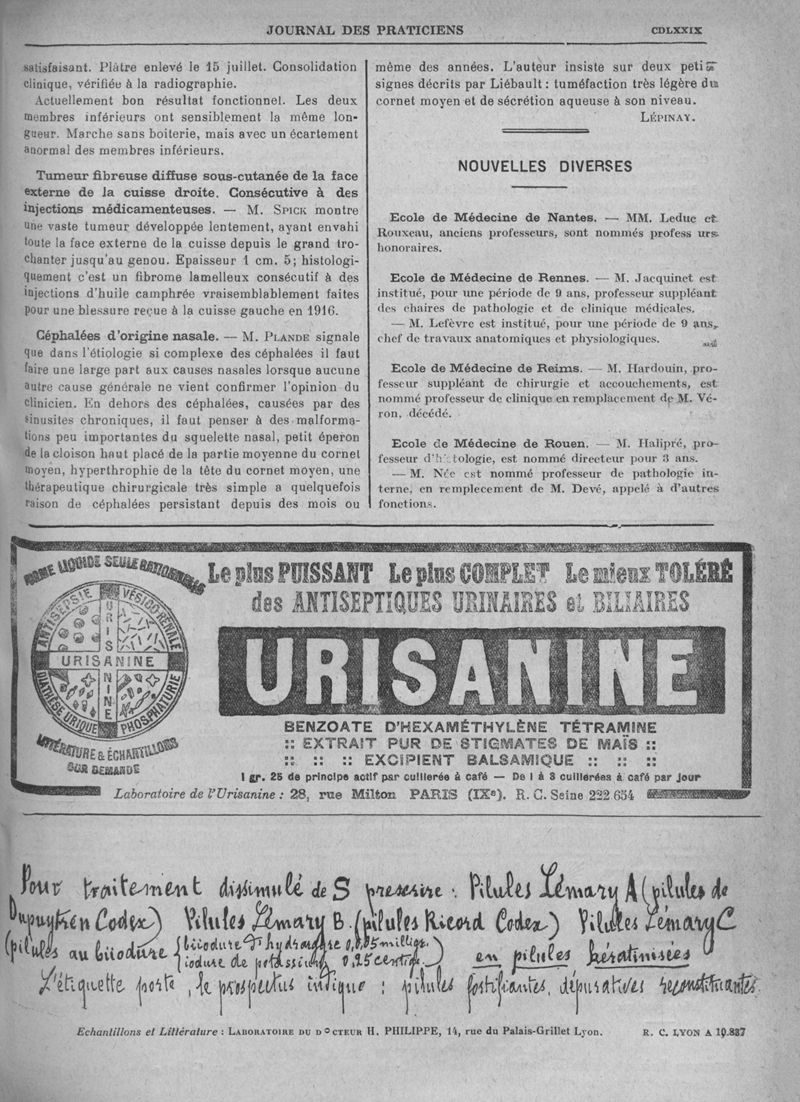 JOURNAL DES PRATICIENS
CDLXXIX
satisfaisant. Plâtre enlevé le 15 juillet. Consolidation
clinique, vérifiée à la radiographie.
Actuellement bon résultat fonctionnel. Les deux
membres inférieurs ont sensiblement la même lon-
gueur. Marche sans boiterie, mais avec un écartement
anormal des membres inférieurs.
Tumeur fibreuse diffuse sous-cutanée de la face
externe de la cuisse droite. Consécutive à des
injections médicamenteuses. — M. SPICK montre
une vaste tumeur développée lentement, ayant envahi
toute la face externe de la cuisse depuis le grand tro-
chanter jusqu'au genou. Epaisseur 1 cm. 5; histologi-
quement c'est un fibrome lamelleux consécutif à des
injections d'huile camphrée vraisemblablement faites
pour une blessure reçue à la cuisse gauche en 1916.
Céphalées d'origine nasale. — M. PLANDE signale
que dans l'étiologie si complexe des céphalées il faut
faire une large part aux causes nasales lorsque aucune
autre cause générale ne vient confirmer l'opinion du
clinicien. En dehors des céphalées, causées par des
sinusites chroniques, il faut penser à des malforma-
tions peu importantes du squelette nasal, petit éperon
de la cloison haut placé de la partie moyenne du cornet
moyen, hyperthrophie de la tête du cornet moyen, une
thérapeutique chirurgicale très simple a quelquefois
raison de céphalées persistant depuis des mois ou
même des années. L'auteur insiste sur deux petits
signes décrits par Liébault : tuméfaction très légère du
cornet moyen et de sécrétion aqueuse à son niveau.
LÉPINAY.
NOUVELLES DIVERSES
Ecole de Médecine de Nantes. — MM. Leduc et
Rouxeau, anciens professeurs, sont nommés profess urs
honoraires.
Ecole de Médecine de Rennes. — M. Jacquinet est
institué, pour une période de 9 ans, professeur suppléant
des chaires de pathologie et de clinique médicales.
— M. Lefèvre est institué, pour une période de 9 ans,
chef de travaux anatomiques et physiologiques.
Ecole de Médecine de Reims. — M. Hardouin, pro-
fesseur suppléant de chirurgie et accouchements, est
nommé professeur de clinique en remplacement de M. Vé-
ron, décédé.
Ecole de Médecine de Rouen. — M. Halipré, pro-
fesseur d'h tologie, est nommé directeur pour 3 ans.
— M. Née est nommé professeur de pathologie in-
terne, en remplecement de M. Devé, appelé à d'autres
fonctions.
FORME LIQUIDE SEULE RATIONNELLE
ANTISEPSIE VÉSICO-RÉNALE
URISANINE
URISANINE
DIATHÈSE URIQUE PHOSPHATURIE
LITTÉRATURE & ÉCHANTILLONS
SUR DEMANDE
Le plus PUISSANT Le plus COMPLET Le mieux TOLÉRÉ
des ANTISEPTIQUES URINAIRES et BILIAIRES
URISANINE
BENZOATE D'HEXAMÉTHYLÈNE TÉTRAMINE
:: EXTRAIT PUR DE STIGMATES DE MAÏS ::
:: :: :: EXCIPIENT BALSAMIQUE :: :: ::
1 gr. 25 de principe actif par cuillerée à café — De 1 à 3 cuillerées à café par jour
Laboratoire de l'Urisanine : 28, rue Milton PARIS (IXe). R. C. Seine 222.654
Pour traitement dissimulé de S prescrire : Pilules Lémary A (pilules de
Dupuytren Codex) Pilules Lémary B (pilules Ricord Codex) Pilules Lémary C
(pilules au biiodure (biiodure d'hydrargre 0,005 milligr.
iodure de potassium 0,25 centigr.) en pilules kératinisées
L'étiquette porte, le prospectus indique : pilules fortifiantes, dépuratives reconstituantes
Echantillons et Littérature : LABORATOIRE DU DOCTEUR H. PHILIPPE, 14, rue du Palais-Grillet Lyon. R. C. LYON A 19.837